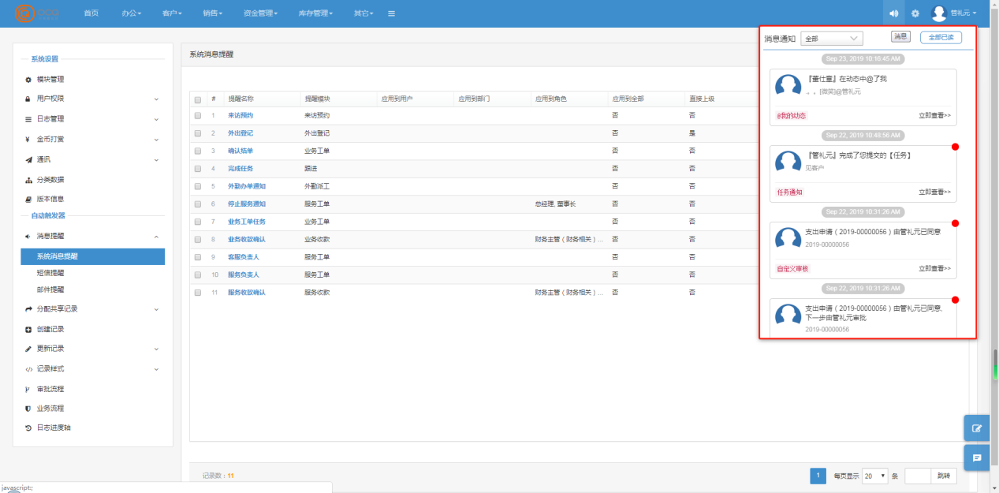 首页 办公 客户 销售 资金管理 库存管理 其它
管礼元
系统设置
模块管理
用户权限
日志管理
金币打赏
通讯
分类数据
版本信息
自动触发器
消息提醒
系统消息提醒
短信提醒
邮件提醒
分配共享记录
创建记录
更新记录
记录样式
审批流程
业务流程
日志进度轴
系统消息提醒
# 提醒名称 提醒模块 应用到用户 应用到部门 应用到角色 应用到全部 直接上级
1 来访预约 来访预约 否 否
2 外出登记 外出登记 否 是
3 确认结单 业务工单 否 否
4 完成任务 跟进 否 否
5 外勤办单通知 外勤派工 否 否
6 停止服务通知 服务工单 总经理, 董事长 否 否
7 业务工单任务 业务工单 否 否
8 业务收款确认 业务收款 财务主管（财务相关）... 否 否
9 客服负责人 服务工单 否 否
10 服务负责人 服务工单 否 否
11 服务收款确认 服务收款 财务主管（财务相关）... 否 否
记录数：11
1 每页显示 20 条 跳转
消息通知 全部 消息 全部已读
Sep 23, 2019 10:16:45 AM
『董仕童』在动态中@了我
。。[微笑]@管礼元
@我的动态 立即查看>>
Sep 22, 2019 10:48:56 AM
『管礼元』完成了您提交的【任务】
见客户
任务通知 立即查看>>
Sep 22, 2019 10:31:26 AM
支出申请（2019-00000056）由管礼元已同意
2019-00000056
自定义审核 立即查看>>
Sep 22, 2019 10:31:26 AM
支出申请（2019-00000056）由管礼元已同意,
下一步由管礼元审批
2019-00000056
javascript:;